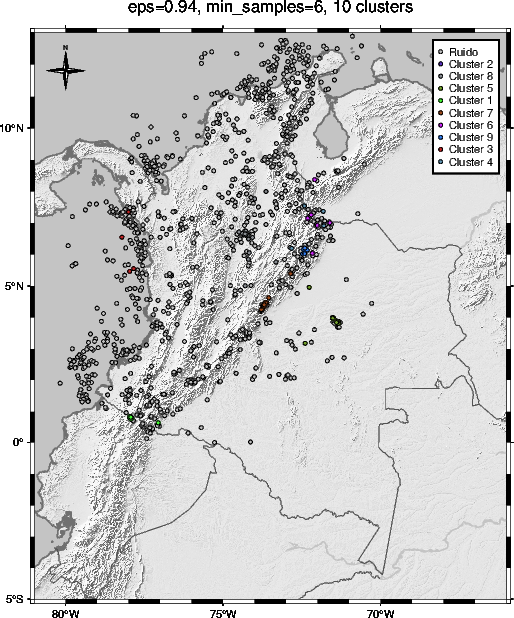 eps=0.94, min_samples=6, 10 clusters
N
Ruido
Cluster 2
Cluster 8
Cluster 5
Cluster 1
Cluster 7
Cluster 6
Cluster 9
Cluster 3
Cluster 4
10°N
5°N
0°
5°S
80°W
75°W
70°W